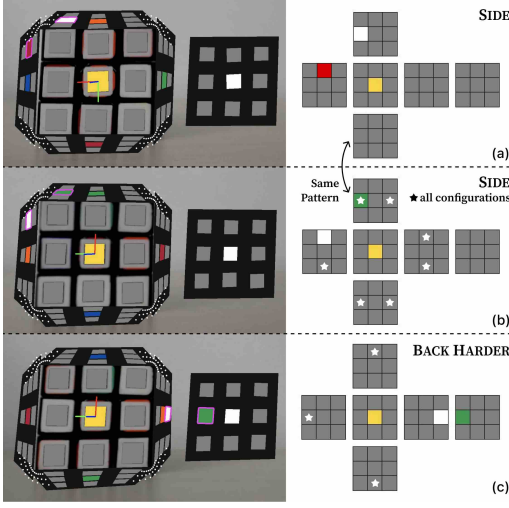 SIDE
(a)
Same
Pattern
SIDE
★ all configurations
(b)
BACK HARDER
(c)